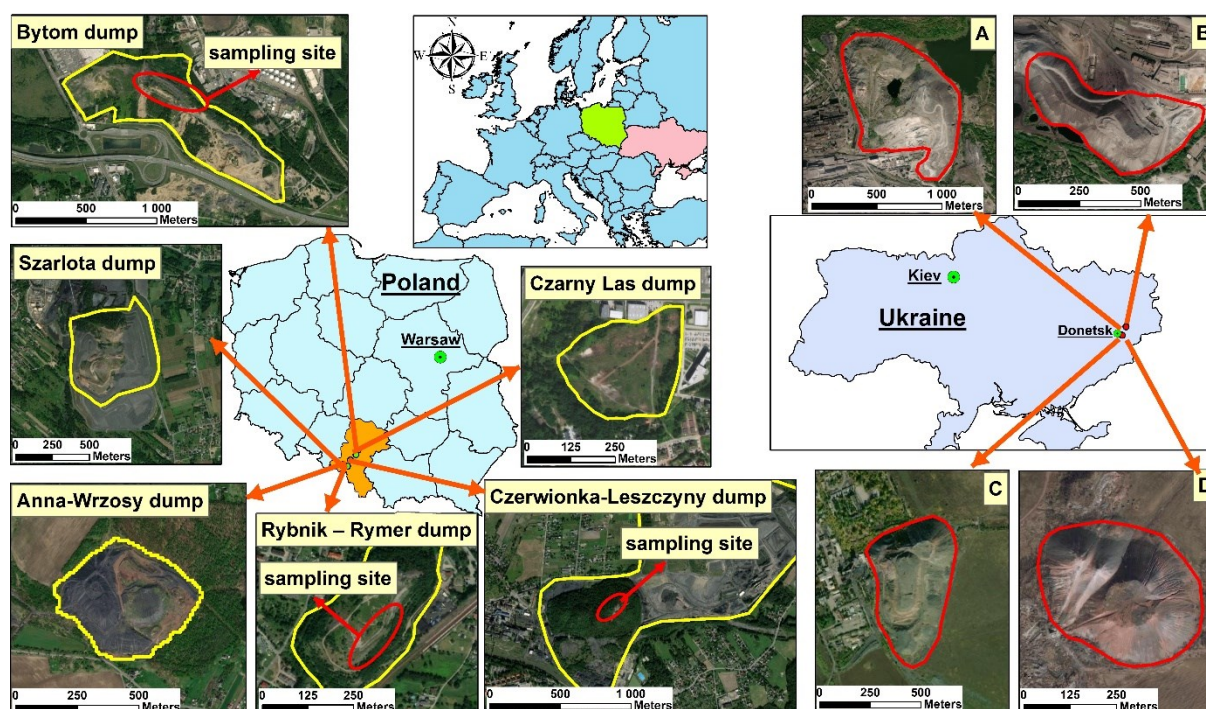 Bytom dump
sampling site
0 500 1 000
Meters
N
W E
S
A
0 500 1 000
Meters
B
0 250 500
Meters
Szarlota dump
0 250 500
Meters
Poland
Warsaw
Czarny Las dump
0 125 250
Meters
Kiev
Ukraine
Donetsk
Anna-Wrzosy dump
0 250 500
Meters
Rybnik – Rymer dump
sampling site
0 125 250
Meters
Czerwionka-Leszczyny dump
sampling site
0 500 1 000
Meters
C
0 250 500
Meters
D
0 125 250
Meters